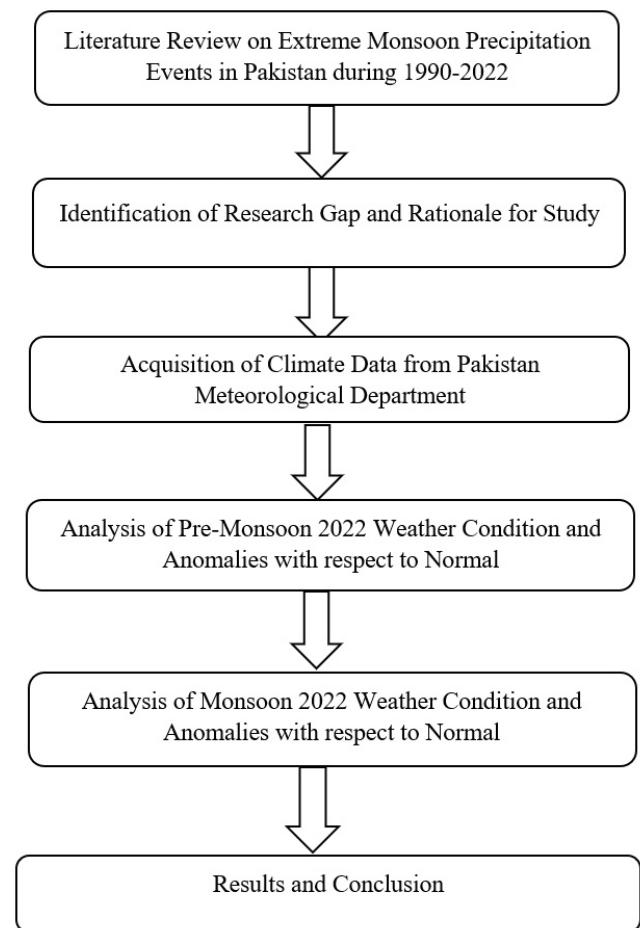 Literature Review on Extreme Monsoon Precipitation
Events in Pakistan during 1990-2022
Identification of Research Gap and Rationale for Study
Acquisition of Climate Data from Pakistan
Meteorological Department
Analysis of Pre-Monsoon 2022 Weather Condition and
Anomalies with respect to Normal
Analysis of Monsoon 2022 Weather Condition and
Anomalies with respect to Normal
Results and Conclusion